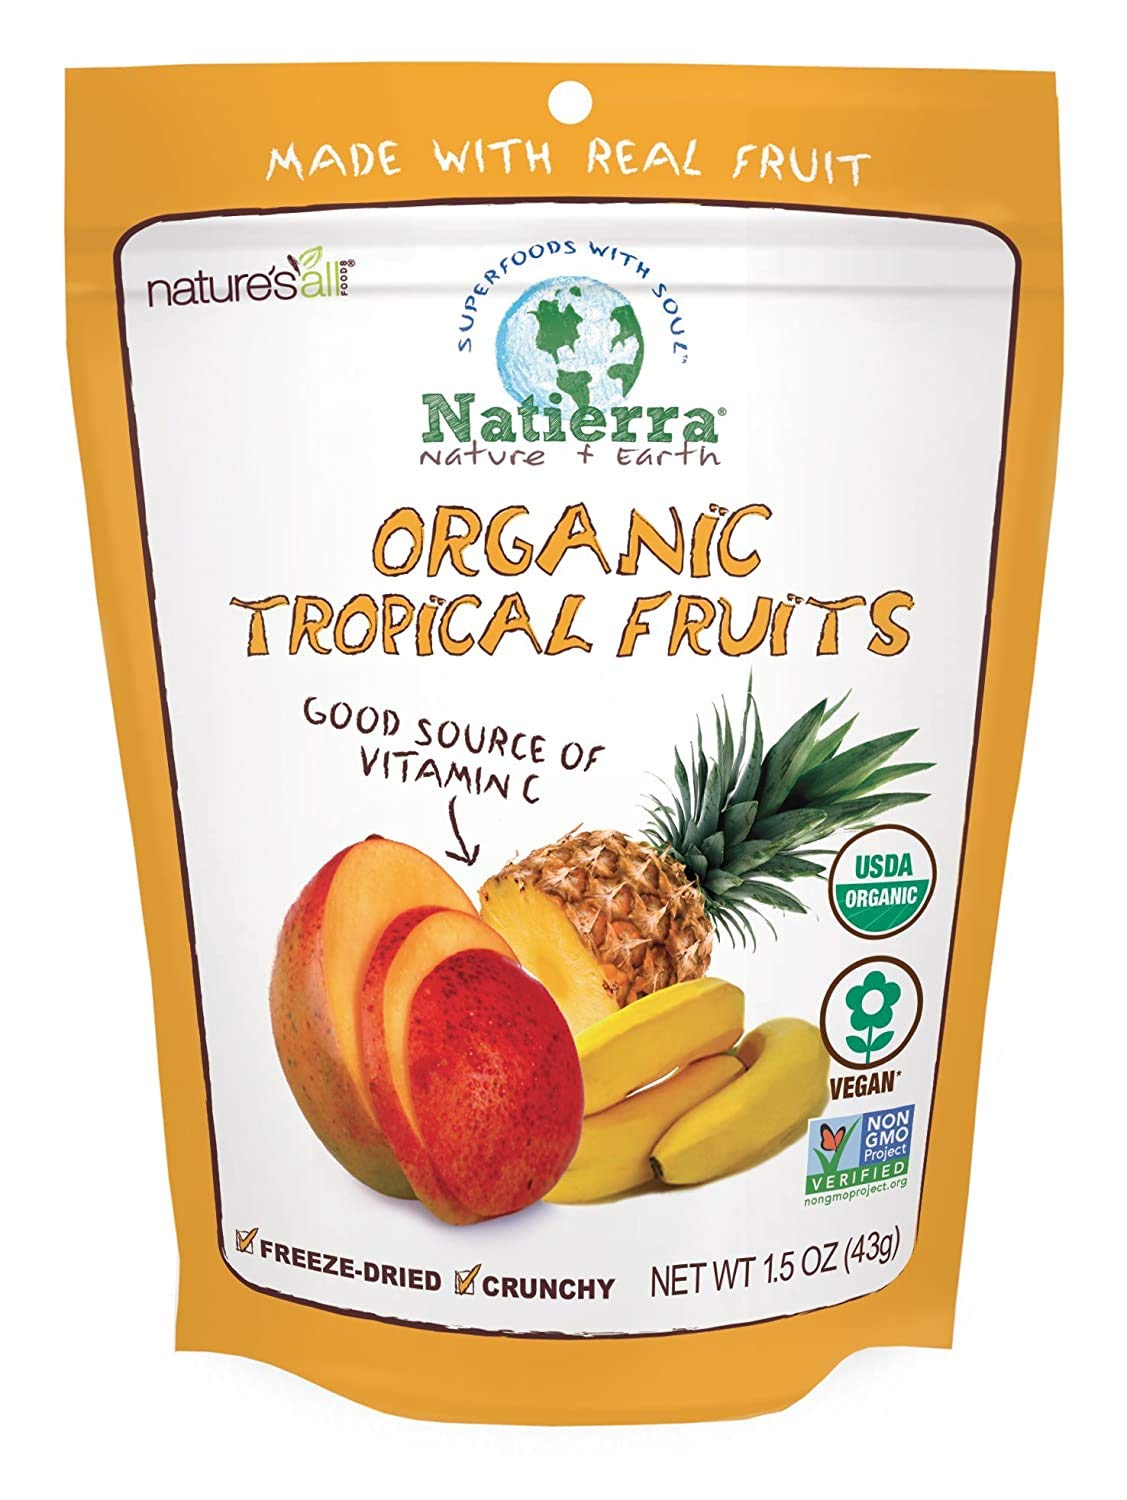 MADE WITH REAL FRUIT
nature's all FOODS®
SUPERFOODS WITH SOUL™
Natierra®
Nature + Earth
ORGANIC
TROPICAL FRUITS
GOOD SOURCE OF
VITAMIN C
USDA
ORGANIC
VEGAN*
NON
GMO
Project
VERIFIED
nongmoproject.org
FREEZE-DRIED CRUNCHY
NET WT 1.5 OZ (43g)